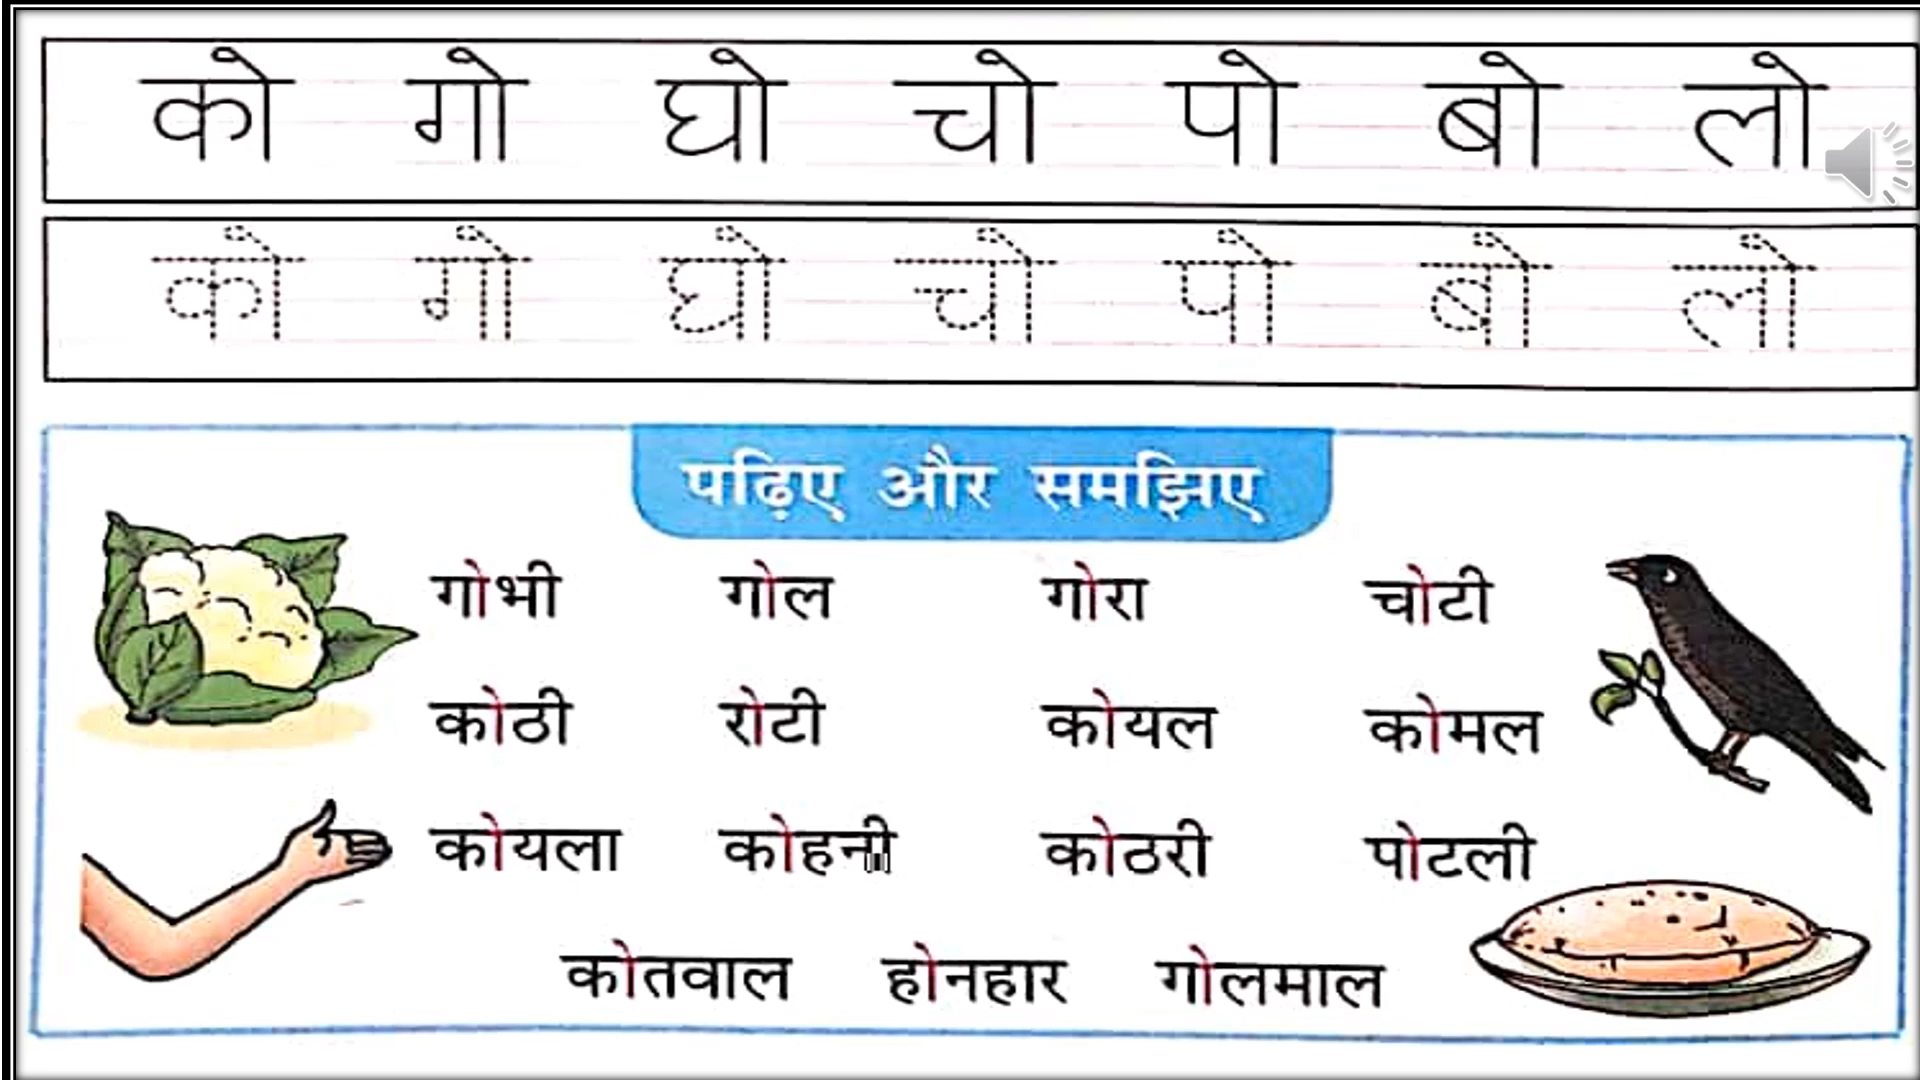 को गो घो चो पो बो लो
को गो घो चो पो बो लो
पढ़िए और समझिए
गोभी गोल गोरा चोटी
कोठी रोटी कोयल कोमल
कोयला कोहनी कोठरी पोटली
कोतवाल होनहार गोलमाल